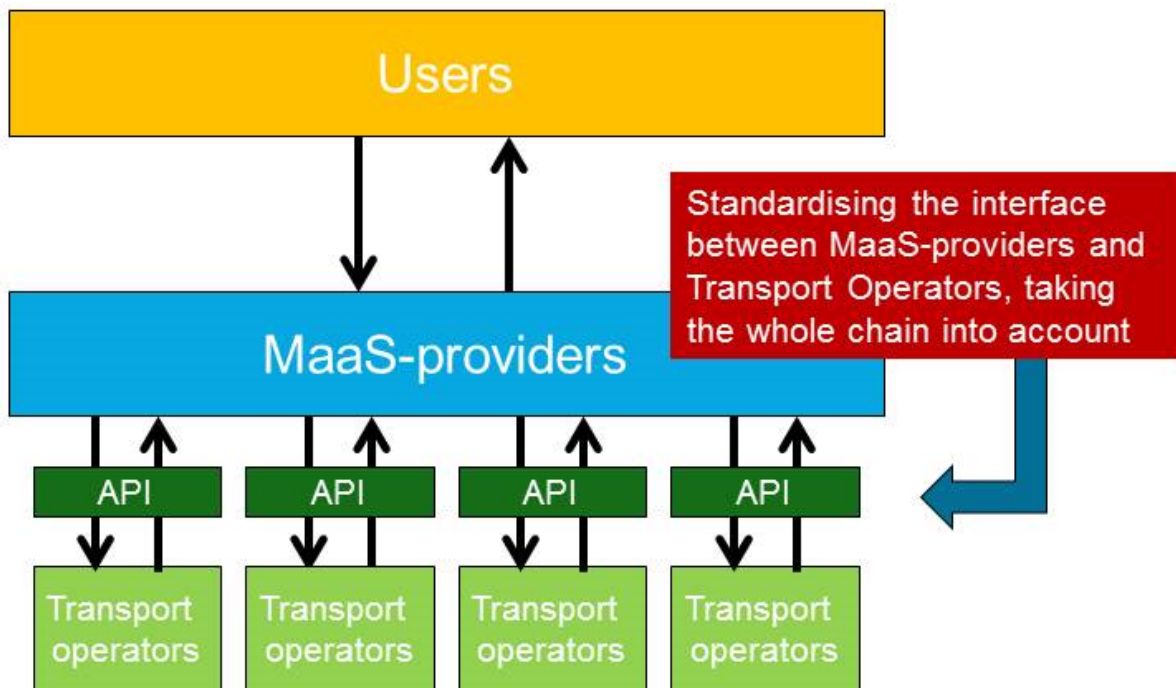 Users
Standardising the interface
between MaaS-providers and
Transport Operators, taking
the whole chain into account
MaaS-providers
API
API
API
API
Transport
operators
Transport
operators
Transport
operators
Transport
operators